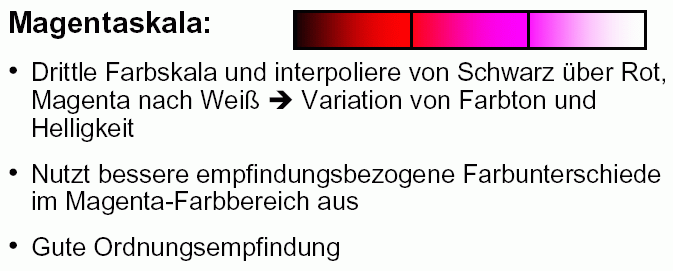 Magentaskala:
• Drittle Farbskala und interpoliere von Schwarz über Rot,
Magenta nach Weiß ➔ Variation von Farbton und
Helligkeit
• Nutzt bessere empfindungsbezogene Farbunterschiede
im Magenta-Farbbereich aus
• Gute Ordnungsempfindung